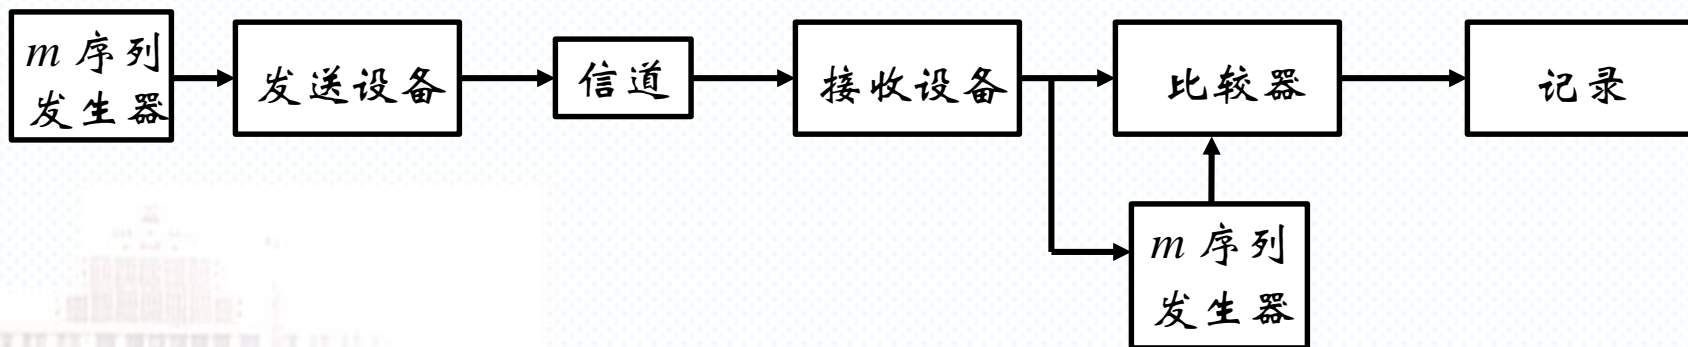 m 序列
发生器
发送设备
信道
接收设备
比较器
记录
m 序列
发生器